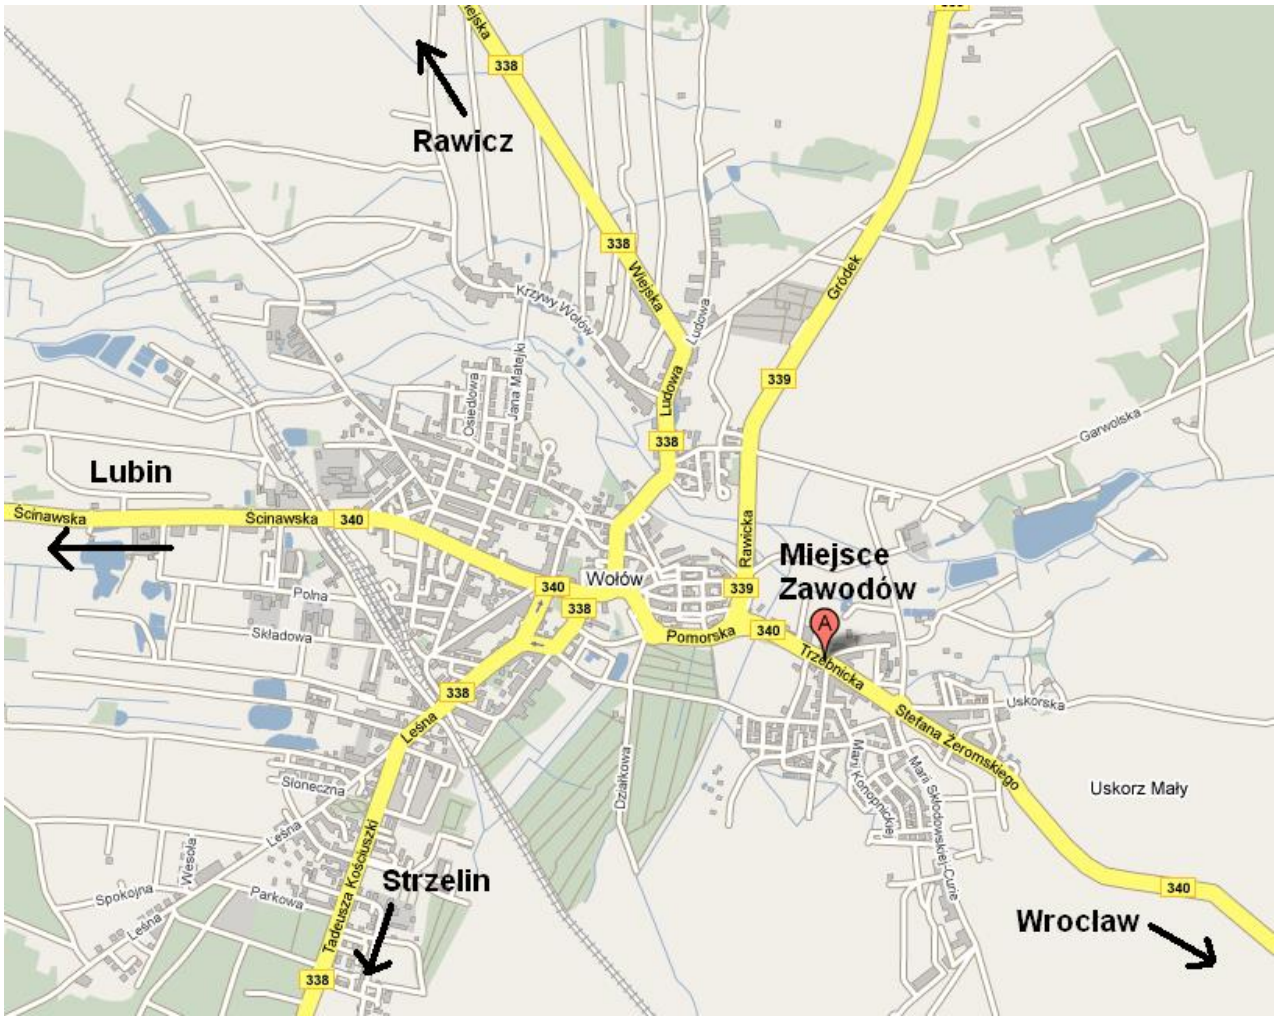 iejska
338
Rawicz
338
Wiejska
Gródek
Krzywy Wołów
Ludowa
Jana Matejki
Osiedlowa
Ludowa
339
Garwolska
338
Lubin
Ścinawska
Ścinawska
340
Rawicka
Miejsce
Zawodów
Wołów
340
339
338
Polna
Składowa
Pomorska
340
A
Trzebnicka
338
Leśna
Uskorska
Stefana Żeromskiego
Marii Konopnickiej
Marii Skłodowskiej-Curie
Działkowa
Słoneczna
Uskorz Mały
Leśna
Wesoła
Tadeusza Kościuszki
Strzelin
Spokojna
Parkowa
340
Leśna
Wroclaw
338